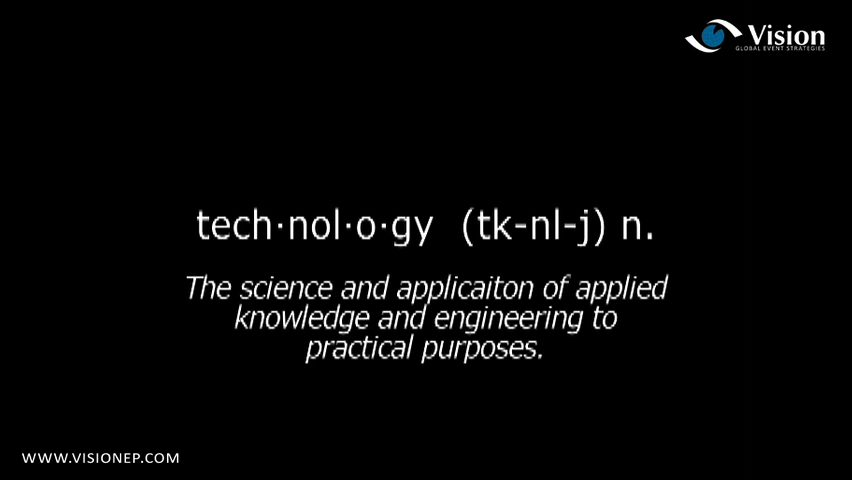 Vision
GLOBAL EVENT STRATEGIES
tech·nol·o·gy (tk-nl-j) n.
The science and applicaiton of applied
knowledge and engineering to
practical purposes.
WWW.VISIONEP.COM